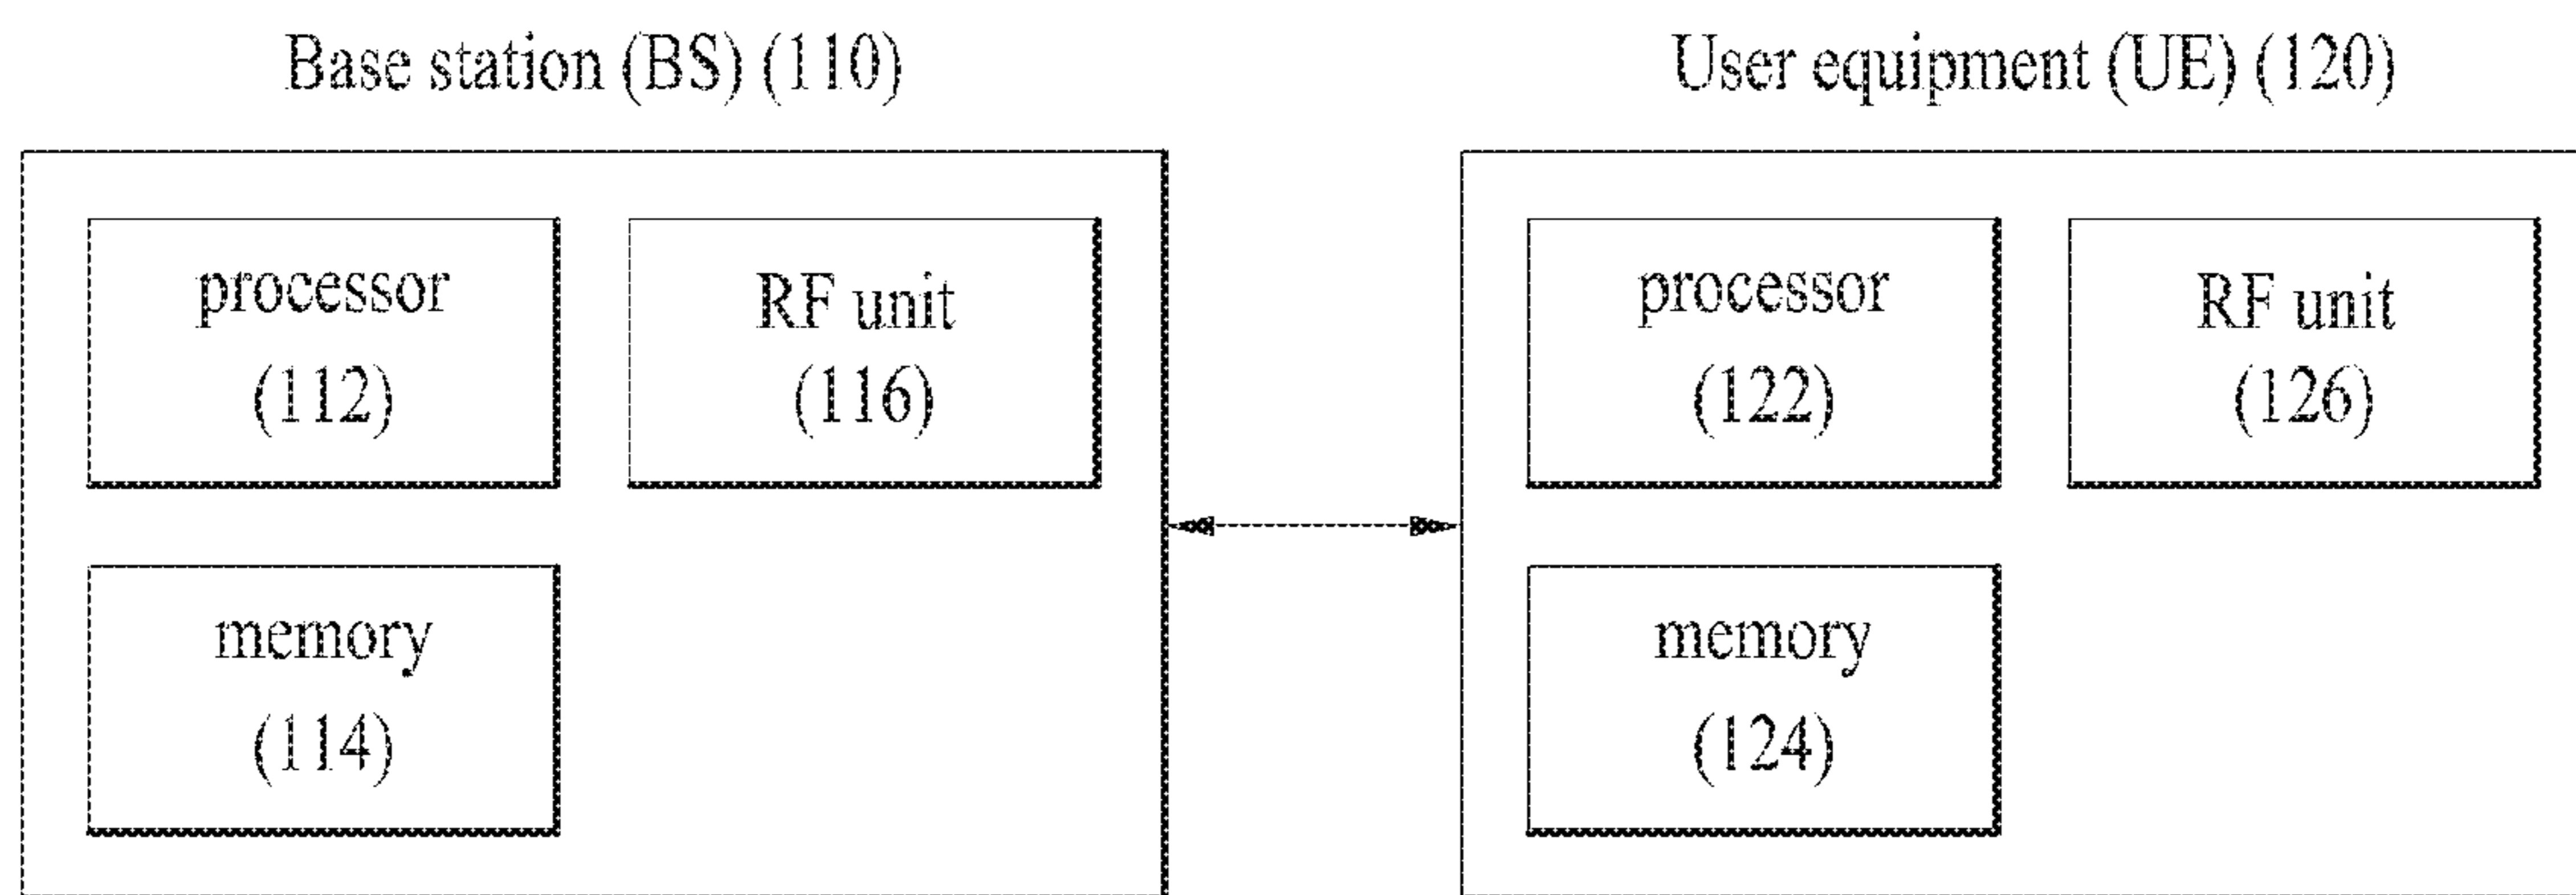 Base station (BS) (110)
processor
(112)
RF unit
(116)
memory
(114)
User equipment (UE) (120)
processor
(122)
RF unit
(126)
memory
(124)